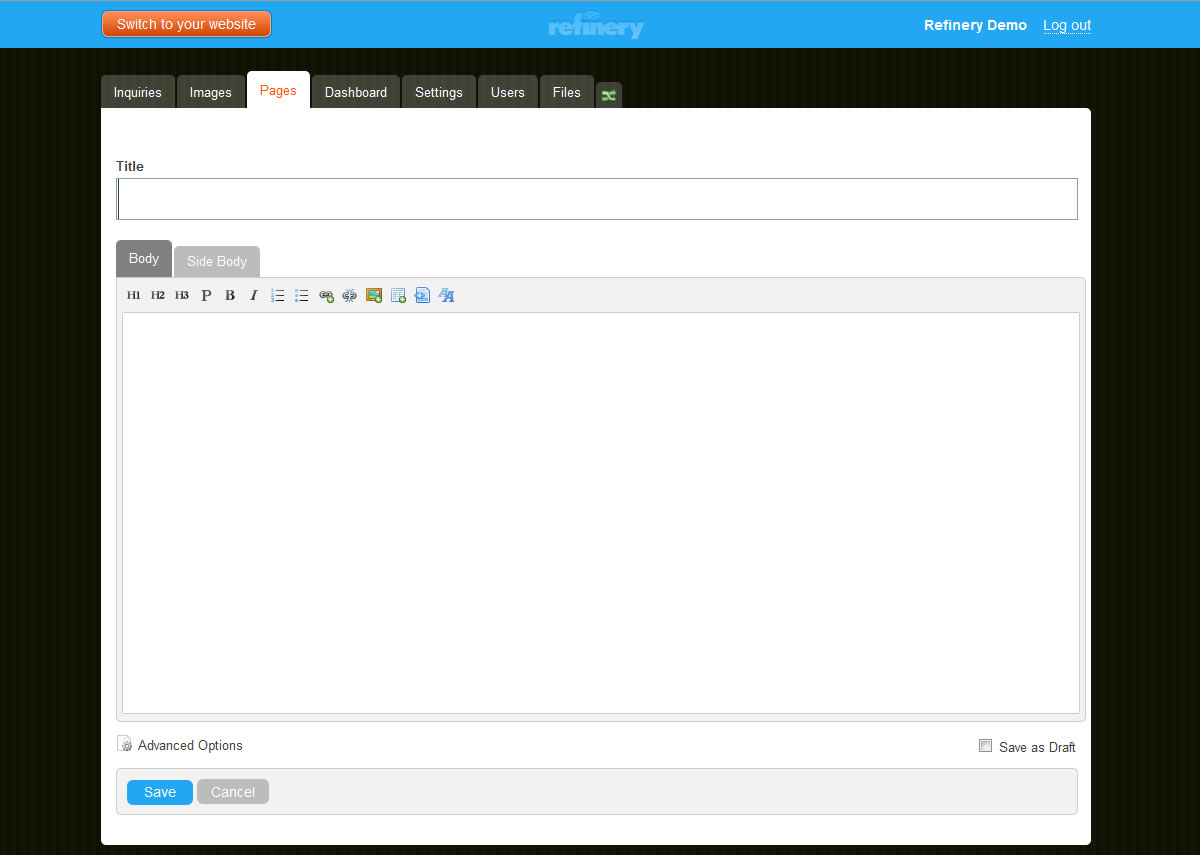 Switch to your website refinery Refinery Demo Log out
Inquiries Images Pages Dashboard Settings Users Files
Title
Body Side Body
H1 H2 H3 P B I
Advanced Options Save as Draft
Save Cancel